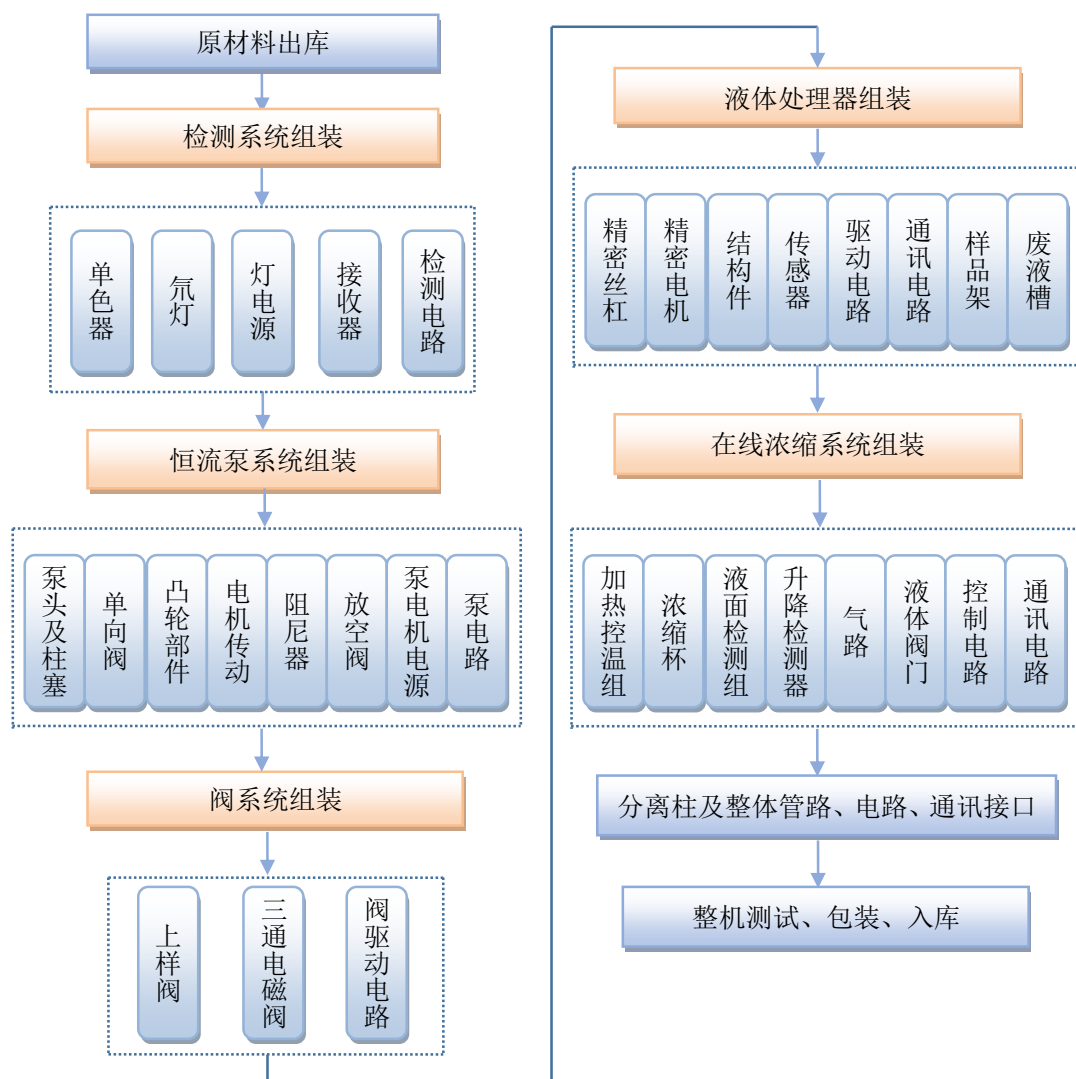 原材料出库
检测系统组装
单色器
氘灯
灯电源
接收器
检测电路
恒流泵系统组装
泵头及柱塞
单向阀
凸轮部件
电机传动
阻尼器
放空阀
泵电机电源
泵电路
阀系统组装
上样阀
三通电磁阀
阀驱动电路
液体处理器组装
精密丝杠
精密电机
结构件
传感器
驱动电路
通讯电路
样品架
废液槽
在线浓缩系统组装
加热控温组
浓缩杯
液面检测组
升降检测器
气路
液体阀门
控制电路
通讯电路
分离柱及整体管路、电路、通讯接口
整机测试、包装、入库